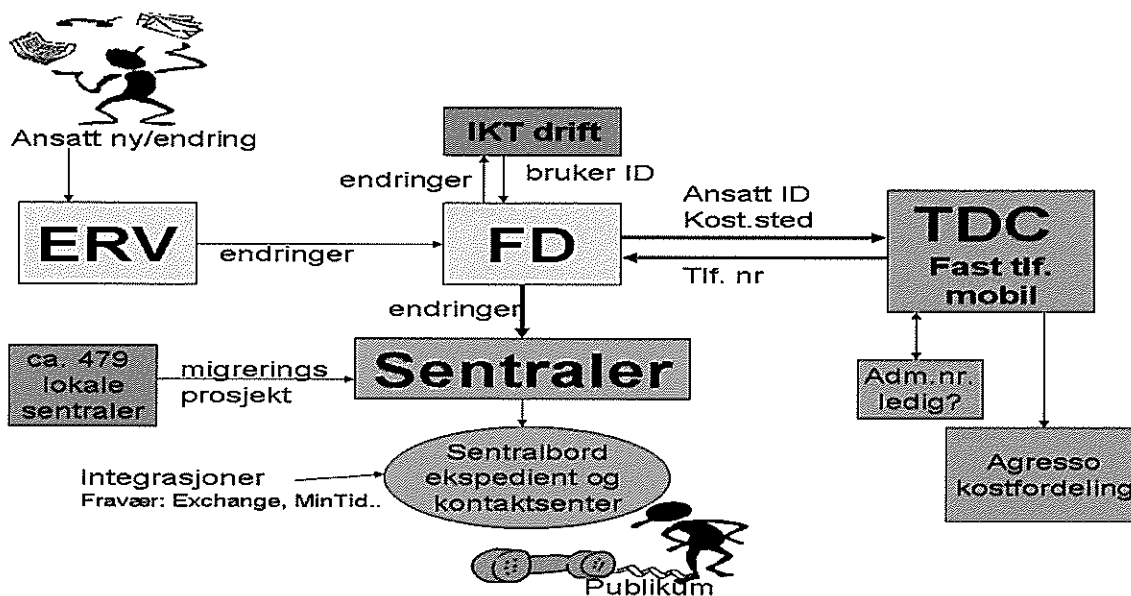 Ansatt ny/endring
IKT drift
endringer
bruker ID
Ansatt ID
Kost.sted
ERV
endringer
FD
Tlf. nr
TDC
Fast tlf.
mobil
endringer
ca. 479
lokale
sentraler
migrerings
prosjekt
Sentraler
Adm.nr.
ledig?
Integrasjoner
Fravær: Exchange, MinTid..
Sentralbord
ekspedient og
kontaktsenter
Agresso
kostfordeling
Publikum